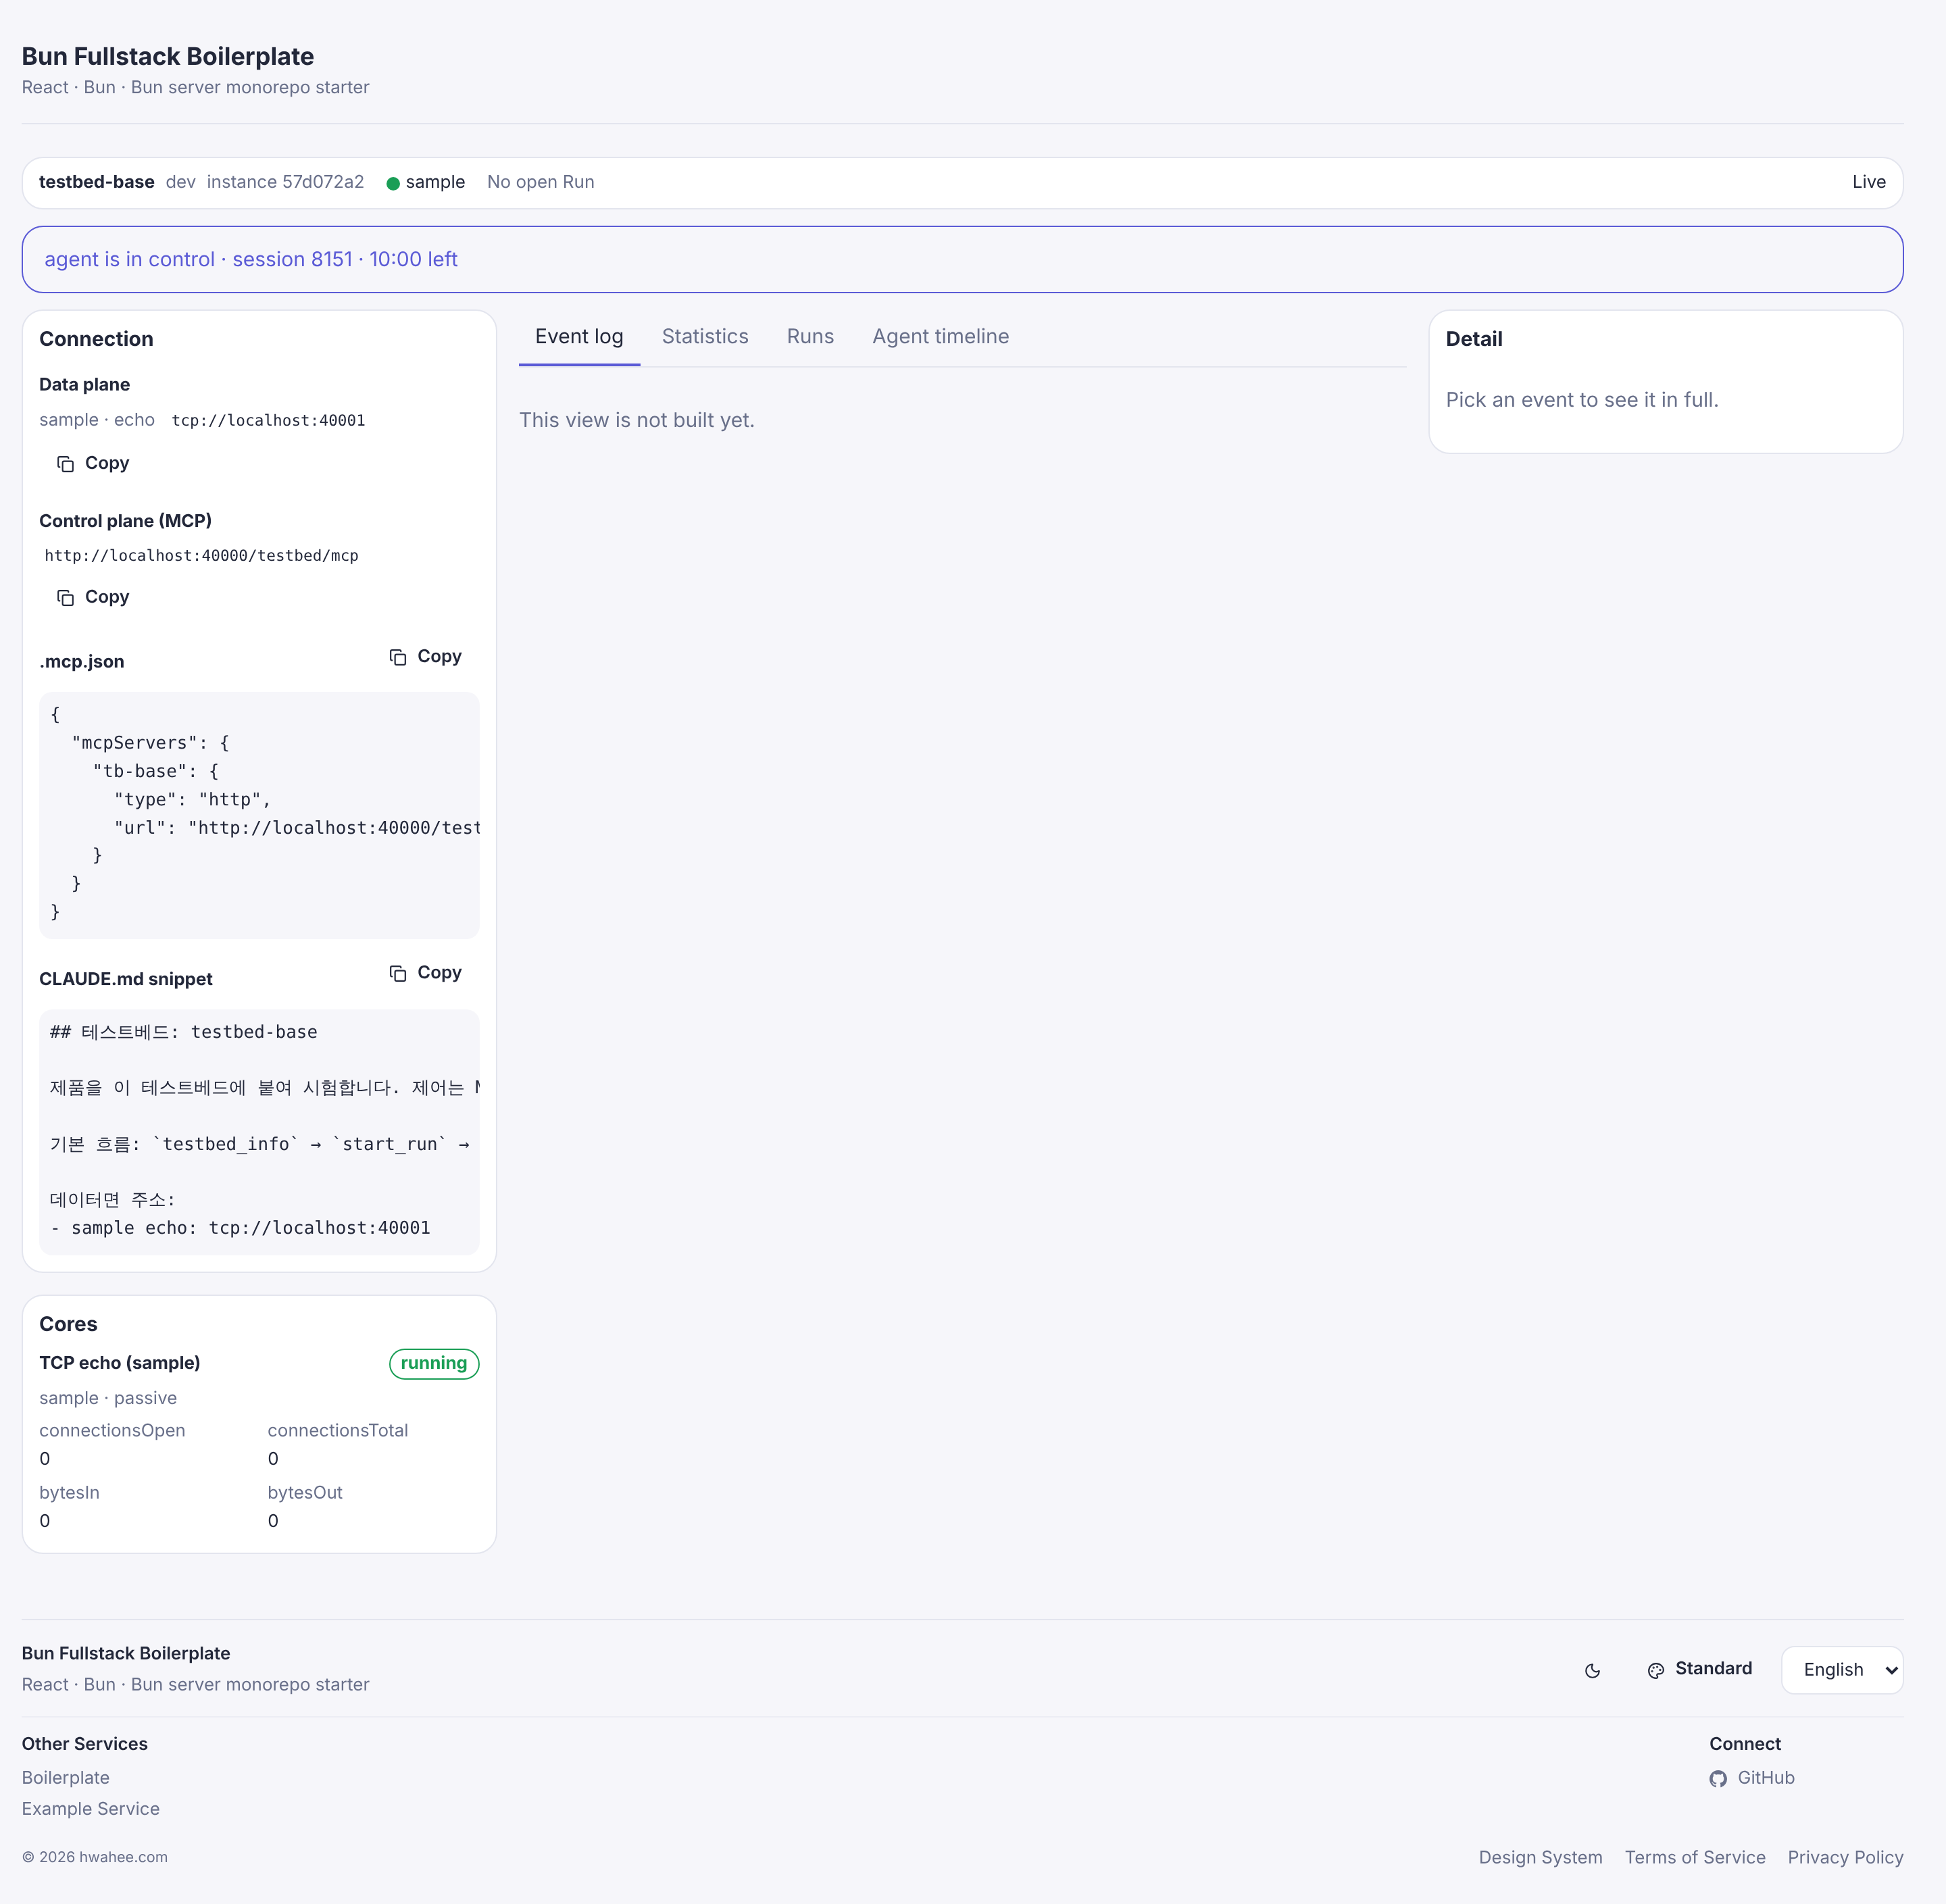 Bun Fullstack Boilerplate
React · Bun · Bun server monorepo starter
testbed-base dev instance 57d072a2 sample No open Run Live
agent is in control · session 8151 · 10:00 left
Connection
Data plane
sample · echo tcp://localhost:40001
Copy
Control plane (MCP)
http://localhost:40000/testbed/mcp
Copy
.mcp.json Copy
{
  "mcpServers": {
    "tb-base": {
      "type": "http",
      "url": "http://localhost:40000/test
    }
  }
}
CLAUDE.md snippet Copy
## 테스트베드: testbed-base
제품을 이 테스트베드에 붙여 시험합니다. 제어는
기본 흐름: `testbed_info` → `start_run` →
데이터면 주소:
- sample echo: tcp://localhost:40001
Cores
TCP echo (sample) running
sample · passive
connectionsOpen connectionsTotal
0 0
bytesIn bytesOut
0 0
Event log Statistics Runs Agent timeline
This view is not built yet.
Detail
Pick an event to see it in full.
Bun Fullstack Boilerplate
React · Bun · Bun server monorepo starter
Standard English
Other Services
Boilerplate
Example Service
Connect
GitHub
© 2026 hwahee.com
Design System Terms of Service Privacy Policy